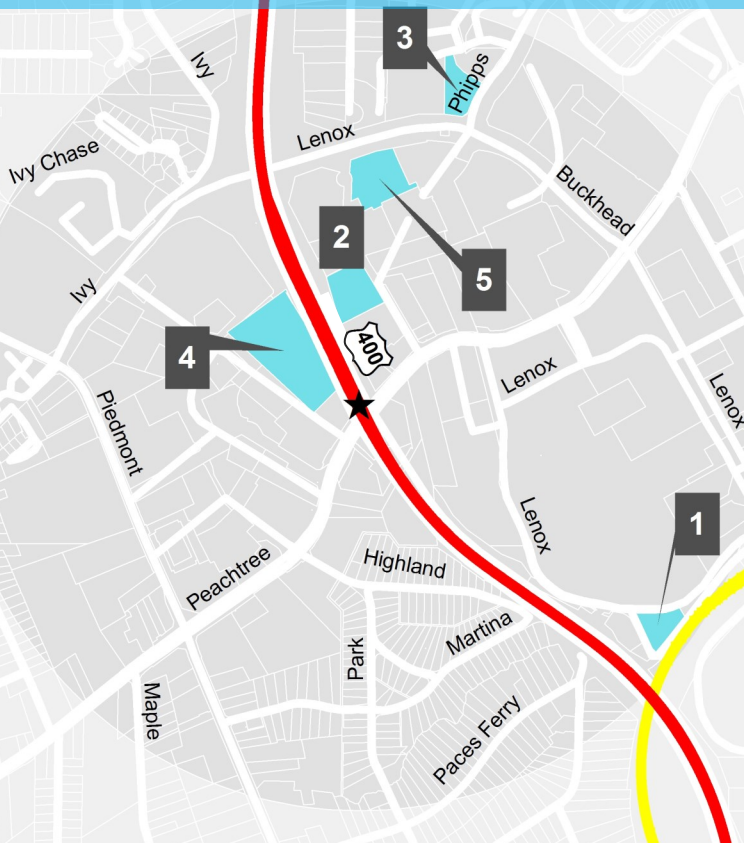 3
Ivy
Phipps
Lenox
Ivy Chase
Buckhead
2
5
Ivy
400
4
Lenox
Lenox
Piedmont
Lenox
1
Highland
Peachtree
Martina
Park
Maple
Paces Ferry